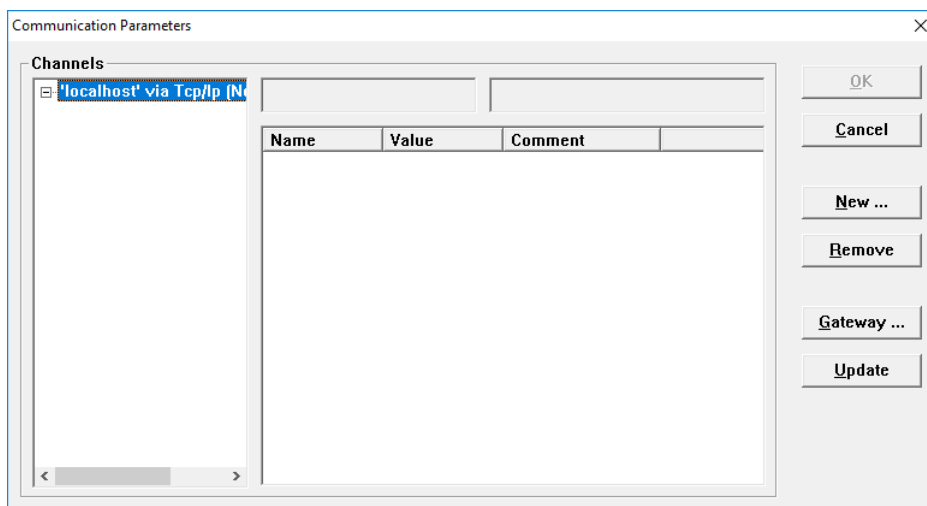 Communication Parameters
Channels
'localhost' via Tcp/Ip (
OK
Cancel
Name Value Comment
New ...
Remove
Gateway ...
Update